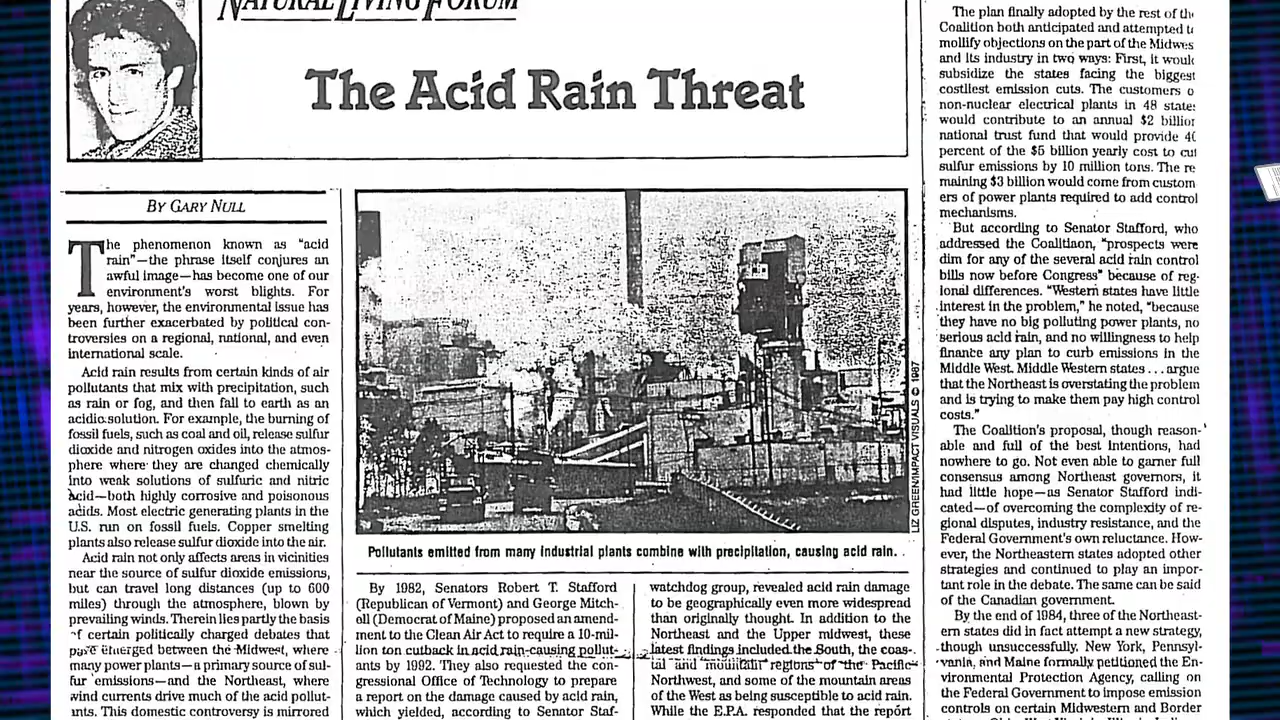 NATURAL LIVING FORUM
The Acid Rain Threat
BY GARY NULL
The phenomenon known as “acid
rain”—the phrase itself conjures an
awful image—has become one of our
environment's worst blights. For
years, however, the environmental issue has
been further exacerbated by political con-
troversies on a regional, national, and even
international scale.
Acid rain results from certain kinds of air
pollutants that mix with precipitation, such
as rain or fog, and then fall to earth as an
acidic solution. For example, the burning of
fossil fuels, such as coal and oil, release sulfur
dioxide and nitrogen oxides into the atmos-
phere where they are changed chemically
into weak solutions of sulfuric and nitric
acid—both highly corrosive and poisonous
acids. Most electric generating plants in the
U.S. run on fossil fuels. Copper smelting
plants also release sulfur dioxide into the air.
Acid rain not only affects areas in vicinities
near the source of sulfur dioxide emissions,
but can travel long distances (up to 600
miles) through the atmosphere, blown by
prevailing winds. Therein lies partly the basis
of certain politically charged debates that
have emerged between the Midwest, where
many power plants—a primary source of sul-
fur emissions—and the Northeast, where
wind currents drive much of the acid pollut-
ants. This domestic controversy is mirrored
LIZ GREEN/IMPACT VISUALS © 1987
Pollutants emitted from many industrial plants combine with precipitation, causing acid rain.
By 1982, Senators Robert T. Stafford
(Republican of Vermont) and George Mitch-
ell (Democrat of Maine) proposed an amend-
ment to the Clean Air Act to require a 10-mil-
lion ton cutback in acid rain-causing pollut-
ants by 1992. They also requested the con-
gressional Office of Technology to prepare
a report on the damage caused by acid rain,
which yielded, according to Senator Staf-
watchdog group, revealed acid rain damage
to be geographically even more widespread
than originally thought. In addition to the
Northeast and the Upper midwest, these
latest findings included the South, the coas-
tal and mountain regions of the Pacific
Northwest, and some of the mountain areas
of the West as being susceptible to acid rain.
While the E.P.A. responded that the report
The plan finally adopted by the rest of th
Coalition both anticipated and attempted t
mollify objections on the part of the Midwes
and its industry in two ways: First, it woul
subsidize the states facing the biggest
costliest emission cuts. The customers o
non-nuclear electrical plants in 48 state
would contribute to an annual $2 billior
national trust fund that would provide 4
percent of the $5 billion yearly cost to cut
sulfur emissions by 10 million tons. The re
maining $3 billion would come from custom
ers of power plants required to add control
mechanisms.
But according to Senator Stafford, who
addressed the Coalitiaon, “prospects were
dim for any of the several acid rain control
bills now before Congress” because of reg-
ional differences. “Western states have little
interest in the problem,” he noted, “because
they have no big polluting power plants, no
serious acid rain, and no willingness to help
finance any plan to curb emissions in the
Middle West. Middle Western states . . . argue
that the Northeast is overstating the problem
and is trying to make them pay high control
costs.”
The Coalition's proposal, though reason-
able and full of the best intentions, had
nowhere to go. Not even able to garner full
consensus among Northeast governors, it
had little hope—as Senator Stafford indi-
cated—of overcoming the complexity of re-
gional disputes, industry resistance, and the
Federal Government's own reluctance. How-
ever, the Northeastern states adopted other
strategies and continued to play an impor-
tant role in the debate. The same can be said
of the Canadian government.
By the end of 1984, three of the Northeast-
ern states did in fact attempt a new strategy,
though unsuccessfully. New York, Pennsyl-
vania, and Maine formally petitioned the En-
vironmental Protection Agency, calling on
the Federal Government to impose emission
controls on certain Midwestern and Border